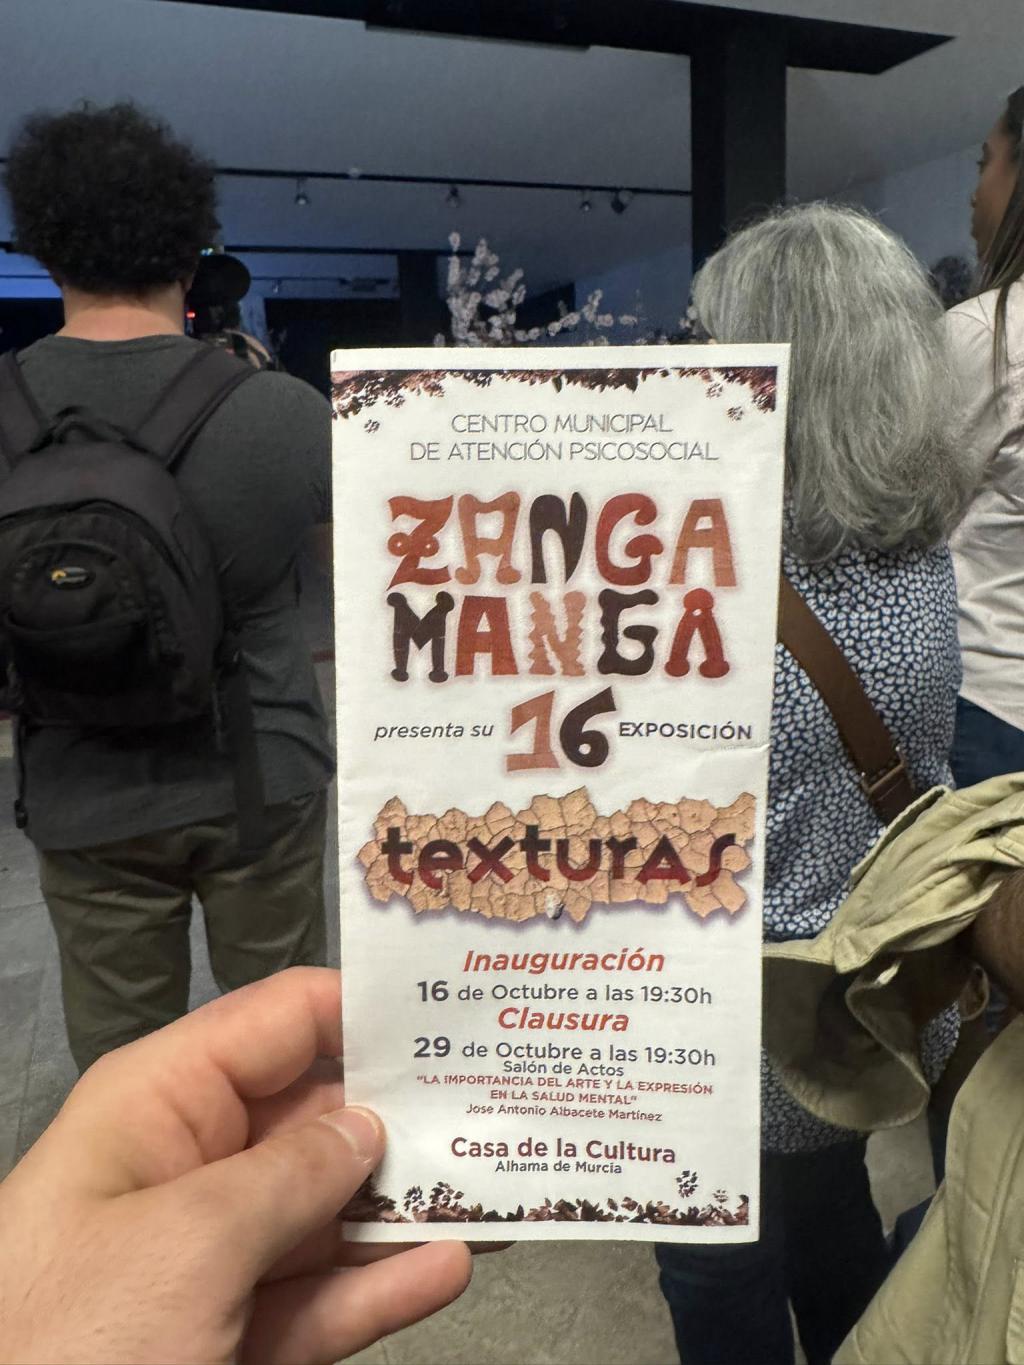 CENTRO MUNICIPAL
DE ATENCIÓN PSICOSOCIAL
ZANGA
MANGA
presenta su 16 EXPOSICIÓN
texturas
Inauguración
16 de Octubre a las 19:30h
Clausura
29 de Octubre a las 19:30h
Salón de Actos
"LA IMPORTANCIA DEL ARTE Y LA EXPRESIÓN
EN LA SALUD MENTAL"
Jose Antonio Albacete Martínez
Casa de la Cultura
Alhama de Murcia